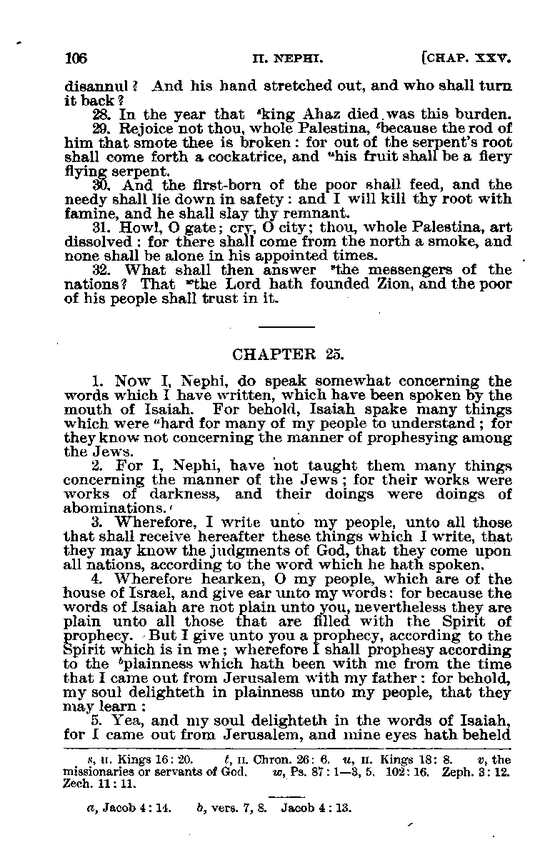 106 II. NEPHI. [CHAP. XXV.
disannul? And his hand stretched out, and who shall turn
it back?
28. In the year that ˢking Ahaz died was this burden.
29. Rejoice not thou, whole Palestina, ᵗbecause the rod of
him that smote thee is broken: for out of the serpent's root
shall come forth a cockatrice, and ᵘhis fruit shall be a fiery
flying serpent.
30. And the first-born of the poor shall feed, and the
needy shall lie down in safety: and I will kill thy root with
famine, and he shall slay thy remnant.
31. Howl, O gate; cry, O city; thou, whole Palestina, art
dissolved: for there shall come from the north a smoke, and
none shall be alone in his appointed times.
32. What shall then answer ᵛthe messengers of the
nations? That ʷthe Lord hath founded Zion, and the poor
of his people shall trust in it.
CHAPTER 25.
1. Now I, Nephi, do speak somewhat concerning the
words which I have written, which have been spoken by the
mouth of Isaiah. For behold, Isaiah spake many things
which were ᵃhard for many of my people to understand; for
they know not concerning the manner of prophesying among
the Jews.
2. For I, Nephi, have not taught them many things
concerning the manner of the Jews; for their works were
works of darkness, and their doings were doings of
abominations.
3. Wherefore, I write unto my people, unto all those
that shall receive hereafter these things which I write, that
they may know the judgments of God, that they come upon
all nations, according to the word which he hath spoken.
4. Wherefore hearken, O my people, which are of the
house of Israel, and give ear unto my words: for because the
words of Isaiah are not plain unto you, nevertheless they are
plain unto all those that are filled with the Spirit of
prophecy. But I give unto you a prophecy, according to the
Spirit which is in me; wherefore I shall prophesy according
to the ᵇplainness which hath been with me from the time
that I came out from Jerusalem with my father: for behold,
my soul delighteth in plainness unto my people, that they
may learn:
5. Yea, and my soul delighteth in the words of Isaiah,
for I came out from Jerusalem, and mine eyes hath beheld
s, II. Kings 16: 20. t, II. Chron. 26: 6. u, II. Kings 18: 8. v, the
missionaries or servants of God. w, Ps. 87: 1—3, 5. 102: 16. Zeph. 3: 12.
Zech. 11: 11.
a, Jacob 4: 14. b, vers. 7, 8. Jacob 4: 13.